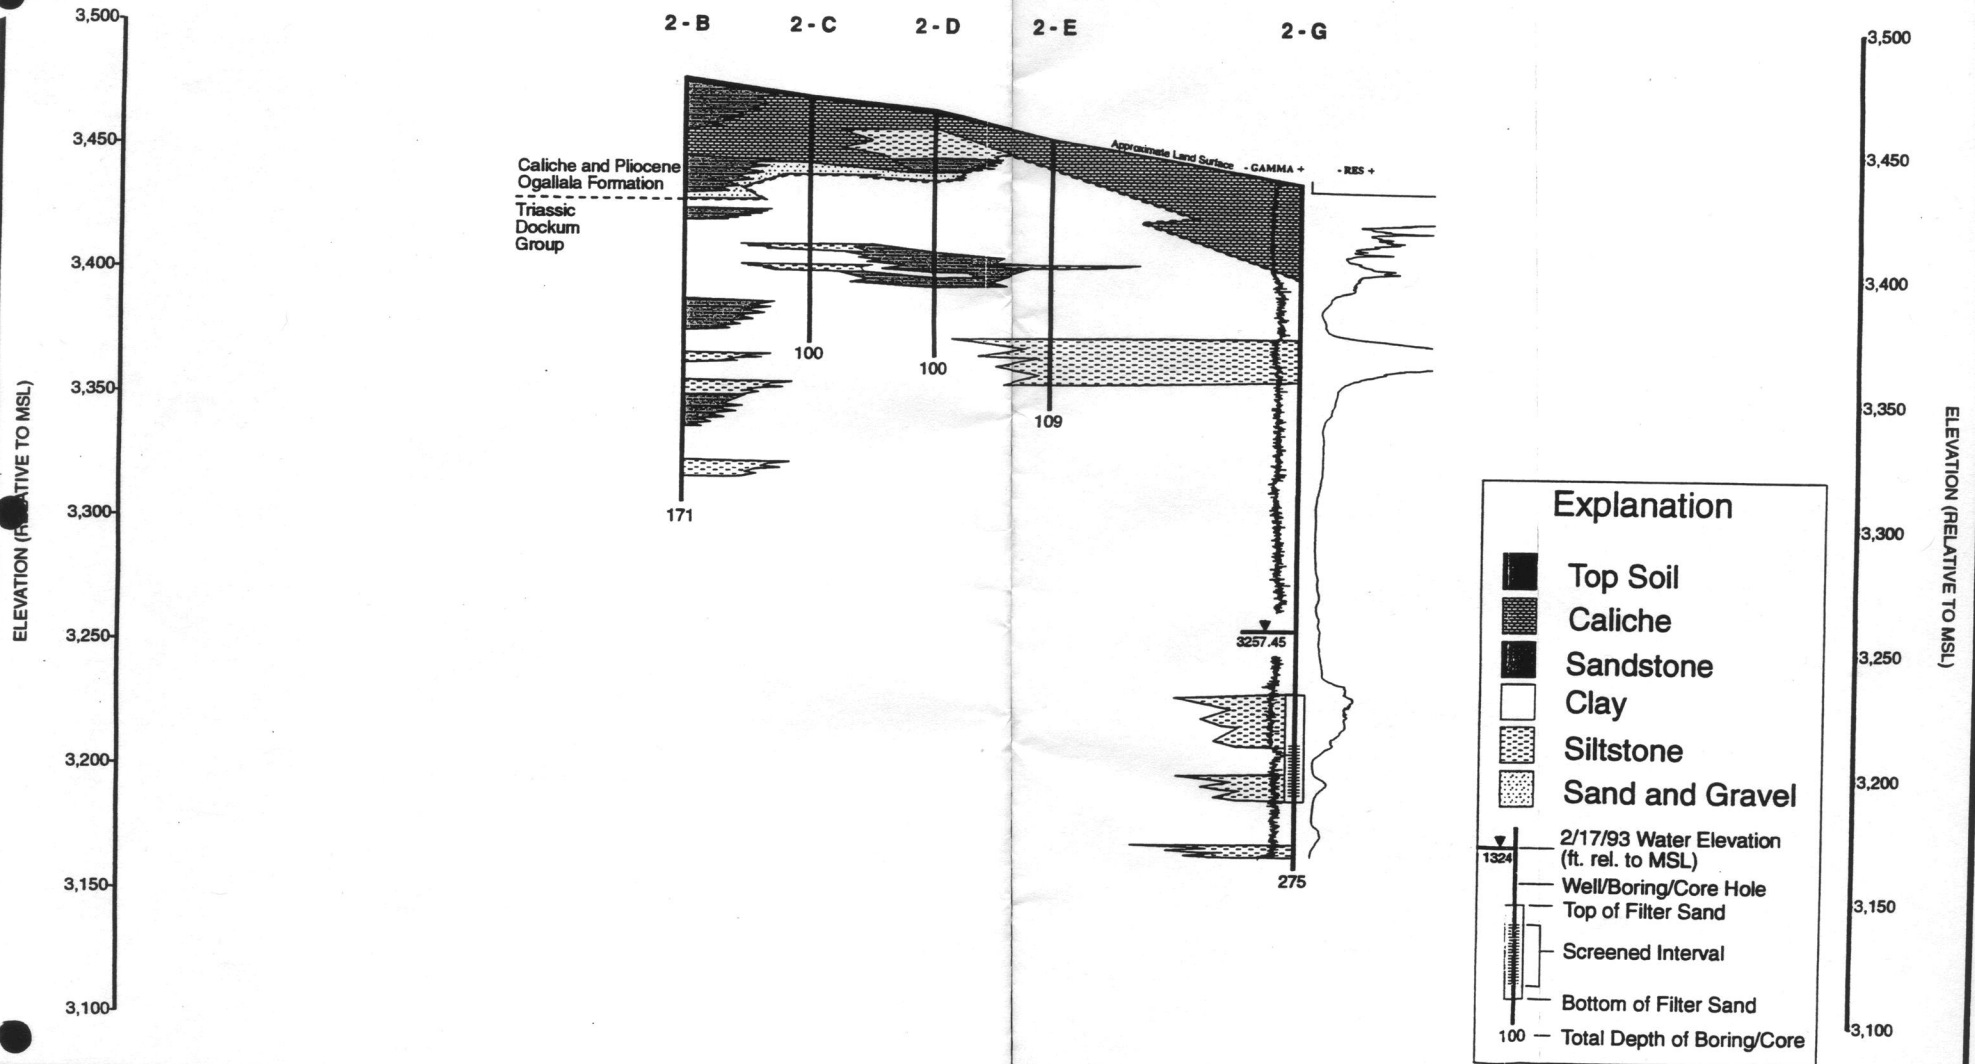 3,500
3,450
3,400
3,350
3,300
3,250
3,200
3,150
3,100
ELEVATION (RELATIVE TO MSL)
2 - B
2 - C
2 - D
2 - E
2 - G
Caliche and Pliocene
Ogallala Formation
Triassic
Dockum
Group
Approximate Land Surface
- GAMMA +
- RES +
100
100
109
171
3257.45
275
3,500
3,450
3,400
3,350
3,300
3,250
3,200
3,150
3,100
ELEVATION (RELATIVE TO MSL)
Explanation
Top Soil
Caliche
Sandstone
Clay
Siltstone
Sand and Gravel
2/17/93 Water Elevation
(ft. rel. to MSL)
1324
Well/Boring/Core Hole
Top of Filter Sand
Screened Interval
Bottom of Filter Sand
100
Total Depth of Boring/Core